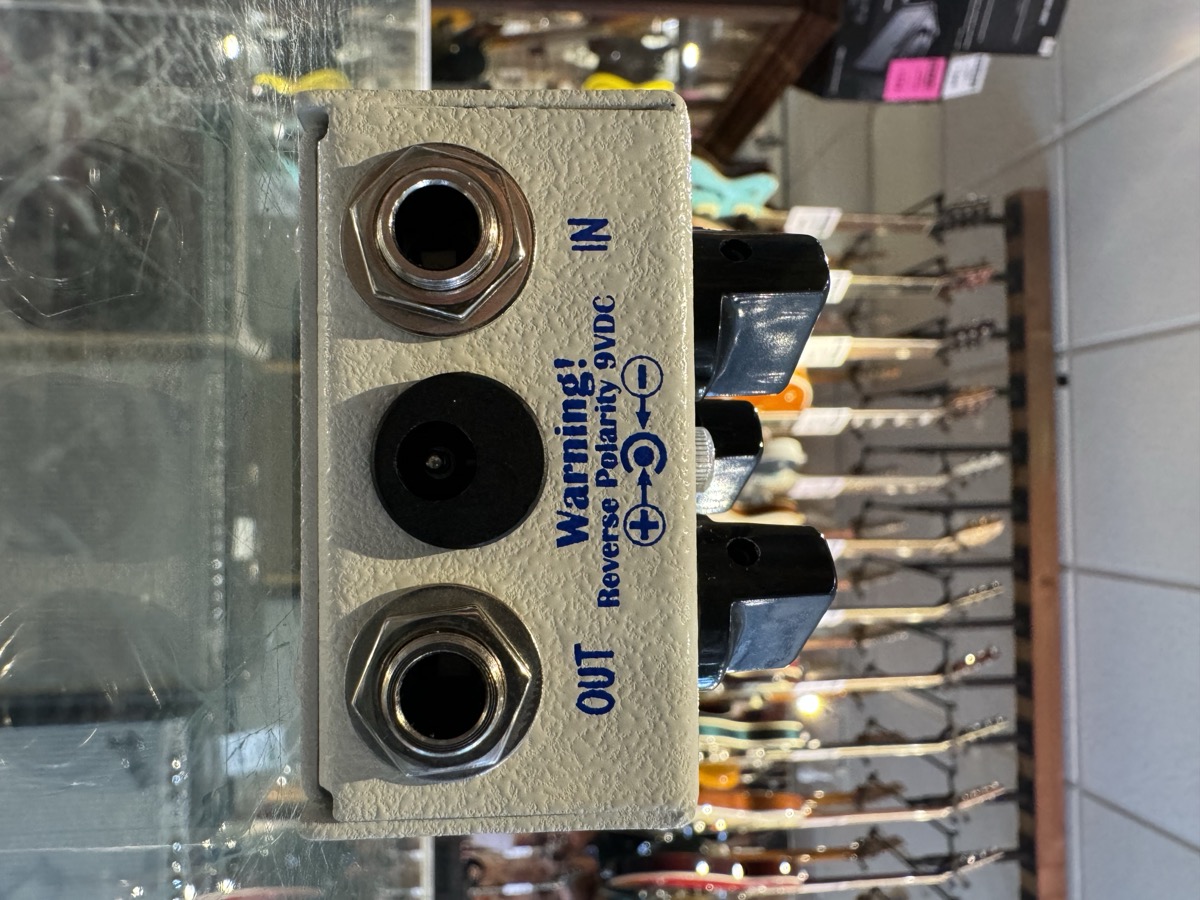 OUT
Warning!
Reverse Polarity 9VDC
+ −
IN